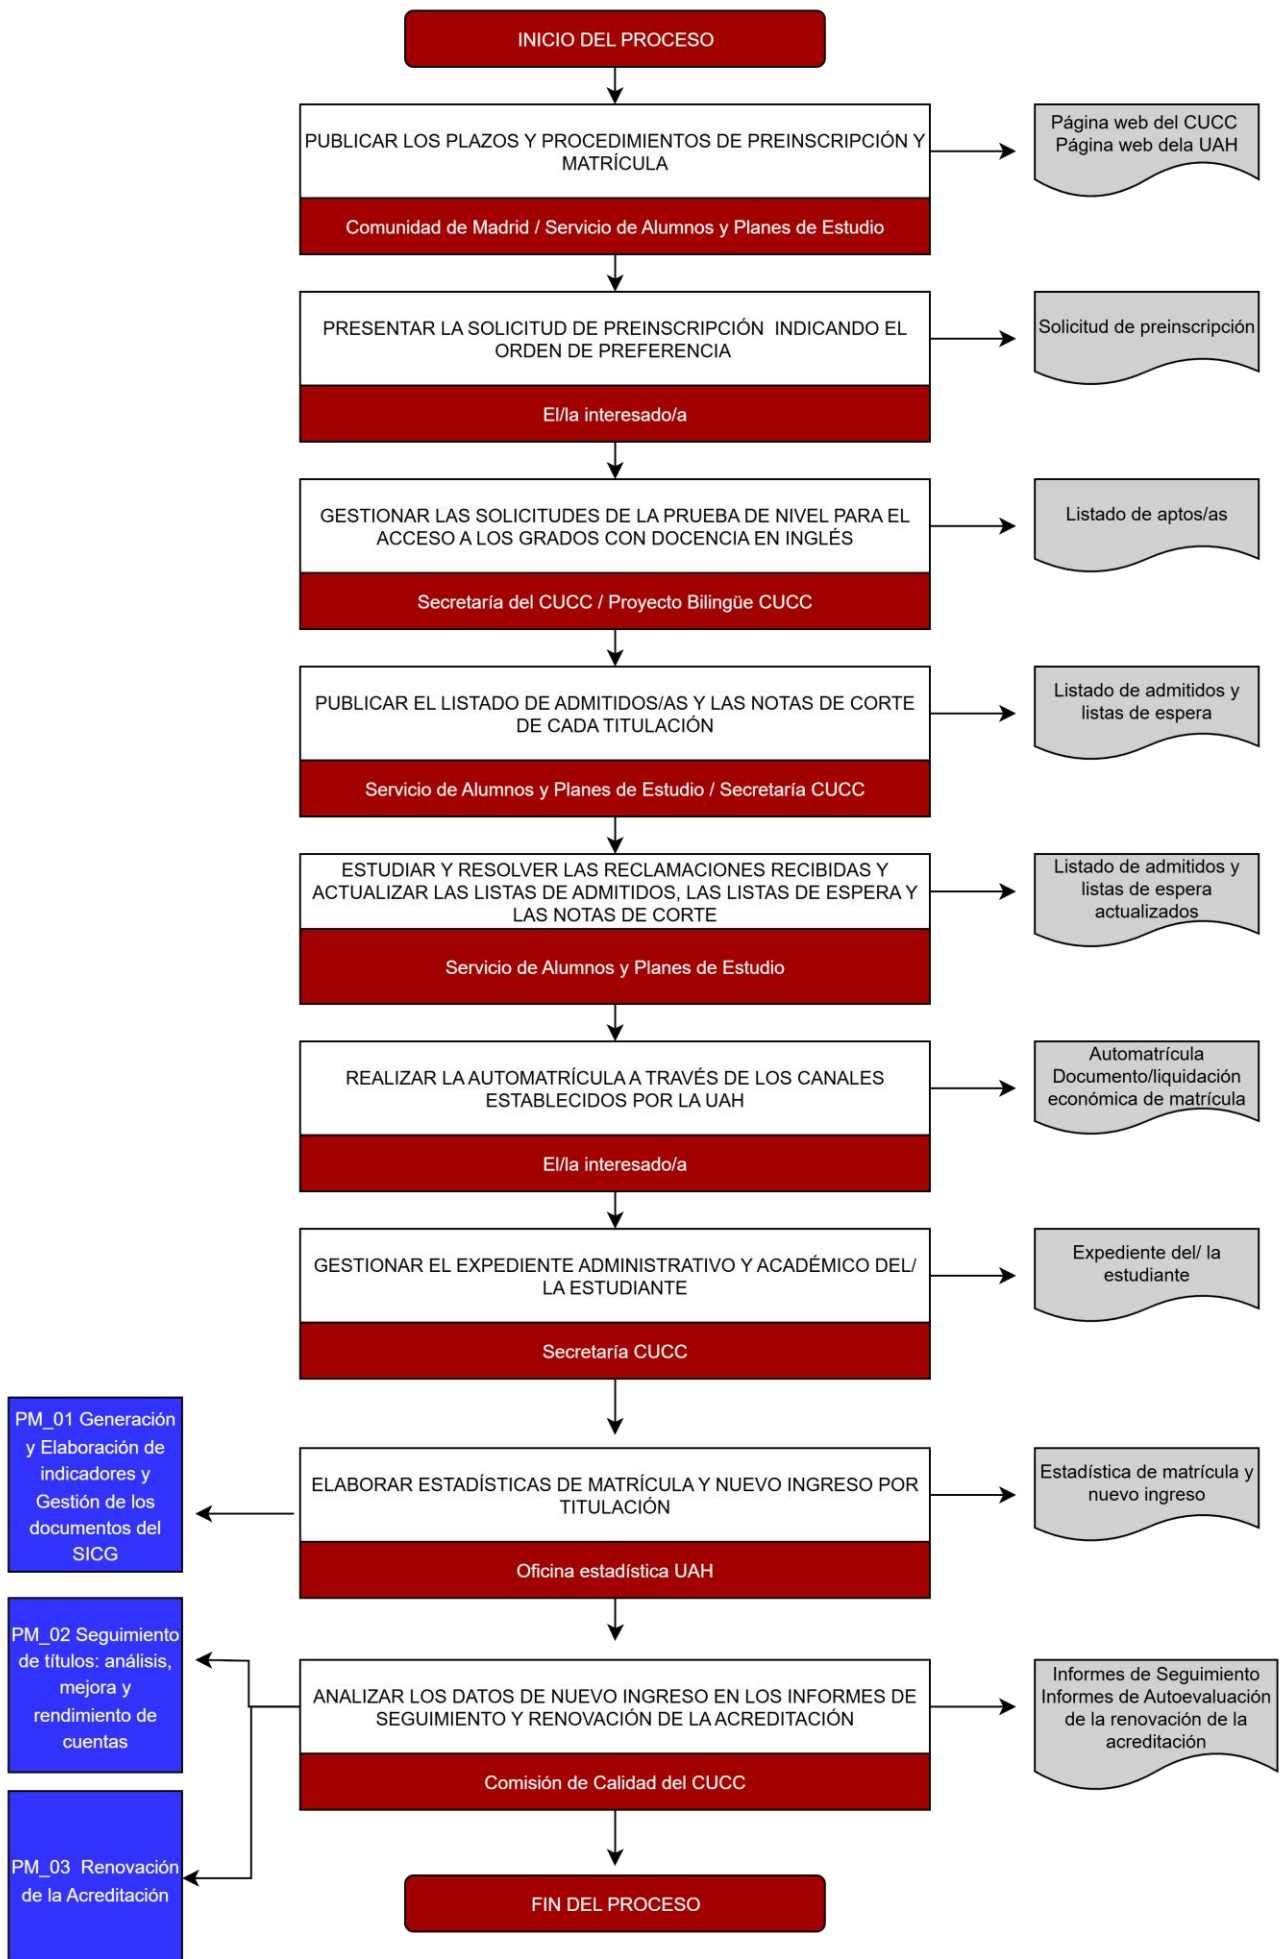 INICIO DEL PROCESO
PUBLICAR LOS PLAZOS Y PROCEDIMIENTOS DE PREINSCRIPCIÓN Y
MATRÍCULA
Comunidad de Madrid / Servicio de Alumnos y Planes de Estudio
Página web del CUCC
Página web dela UAH
PRESENTAR LA SOLICITUD DE PREINSCRIPCIÓN INDICANDO EL
ORDEN DE PREFERENCIA
El/la interesado/a
Solicitud de preinscripción
GESTIONAR LAS SOLICITUDES DE LA PRUEBA DE NIVEL PARA EL
ACCESO A LOS GRADOS CON DOCENCIA EN INGLÉS
Secretaría del CUCC / Proyecto Bilingüe CUCC
Listado de aptos/as
PUBLICAR EL LISTADO DE ADMITIDOS/AS Y LAS NOTAS DE CORTE
DE CADA TITULACIÓN
Servicio de Alumnos y Planes de Estudio / Secretaría CUCC
Listado de admitidos y
listas de espera
ESTUDIAR Y RESOLVER LAS RECLAMACIONES RECIBIDAS Y
ACTUALIZAR LAS LISTAS DE ADMITIDOS, LAS LISTAS DE ESPERA Y
LAS NOTAS DE CORTE
Servicio de Alumnos y Planes de Estudio
Listado de admitidos y
listas de espera
actualizados
REALIZAR LA AUTOMATRÍCULA A TRAVÉS DE LOS CANALES
ESTABLECIDOS POR LA UAH
El/la interesado/a
Automatrícula
Documento/liquidación
económica de matrícula
GESTIONAR EL EXPEDIENTE ADMINISTRATIVO Y ACADÉMICO DEL/
LA ESTUDIANTE
Secretaría CUCC
Expediente del/ la
estudiante
PM_01 Generación
y Elaboración de
indicadores y
Gestión de los
documentos del
SICG
ELABORAR ESTADÍSTICAS DE MATRÍCULA Y NUEVO INGRESO POR
TITULACIÓN
Oficina estadística UAH
Estadística de matrícula y
nuevo ingreso
PM_02 Seguimiento
de títulos: análisis,
mejora y
rendimiento de
cuentas
ANALIZAR LOS DATOS DE NUEVO INGRESO EN LOS INFORMES DE
SEGUIMIENTO Y RENOVACIÓN DE LA ACREDITACIÓN
Comisión de Calidad del CUCC
Informes de Seguimiento
Informes de Autoevaluación
de la renovación de la
acreditación
PM_03 Renovación
de la Acreditación
FIN DEL PROCESO